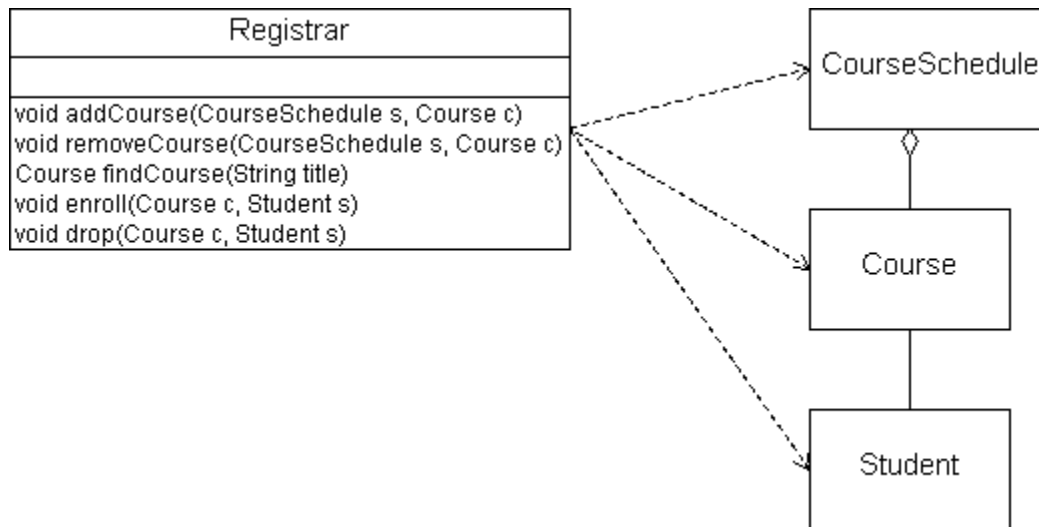 Registrar
void addCourse(CourseSchedule s, Course c)
void removeCourse(CourseSchedule s, Course c)
Course findCourse(String title)
void enroll(Course c, Student s)
void drop(Course c, Student s)
CourseSchedule
Course
Student